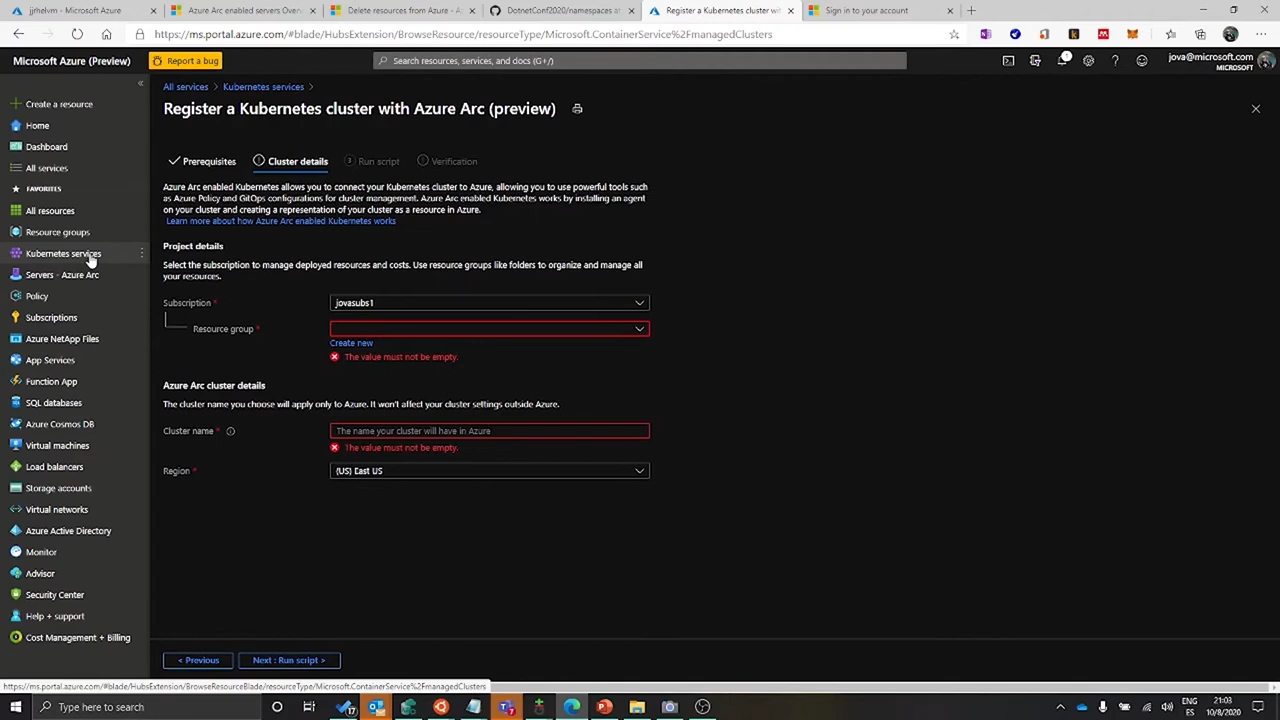 jjrhelvm - Microsoft Azure
Azure Arc enabled servers Over
Delete resources from Azure - A
DotnetConf2020/namespaces at
Register a Kubernetes cluster wit
Sign in to your account
https://ms.portal.azure.com/#blade/HubsExtension/BrowseResource/resourceType/Microsoft.ContainerService%2FmanagedClusters
Microsoft Azure (Preview)
Report a bug
Search resources, services, and docs (G+/)
1
jova@microsoft.com
MICROSOFT
Create a resource
Home
Dashboard
All services
FAVORITES
All resources
Resource groups
Kubernetes services
Servers - Azure Arc
Policy
Subscriptions
Azure NetApp Files
App Services
Function App
SQL databases
Azure Cosmos DB
Virtual machines
Load balancers
Storage accounts
Virtual networks
Azure Active Directory
Monitor
Advisor
Security Center
Help + support
Cost Management + Billing
All services > Kubernetes services >
Register a Kubernetes cluster with Azure Arc (preview)
Prerequisites
Cluster details
3 Run script
Verification
Azure Arc enabled Kubernetes allows you to connect your Kubernetes cluster to Azure, allowing you to use powerful tools such
as Azure Policy and GitOps configurations for cluster management. Azure Arc enabled Kubernetes works by installing an agent
on your cluster and creating a representation of your cluster as a resource in Azure.
Learn more about how Azure Arc enabled Kubernetes works
Project details
Select the subscription to manage deployed resources and costs. Use resource groups like folders to organize and manage all
your resources.
Subscription *
jovasubs1
Resource group *
Create new
The value must not be empty.
Azure Arc cluster details
The cluster name you choose will apply only to Azure. It won't affect your cluster settings outside Azure.
Cluster name *
The name your cluster will have in Azure
The value must not be empty.
Region *
(US) East US
< Previous
Next : Run script >
https://ms.portal.azure.com/#blade/HubsExtension/BrowseResourceBlade/resourceType/Microsoft.ContainerService%2FmanagedClusters
Type here to search
17
7
ENG
ES
21:03
10/8/2020